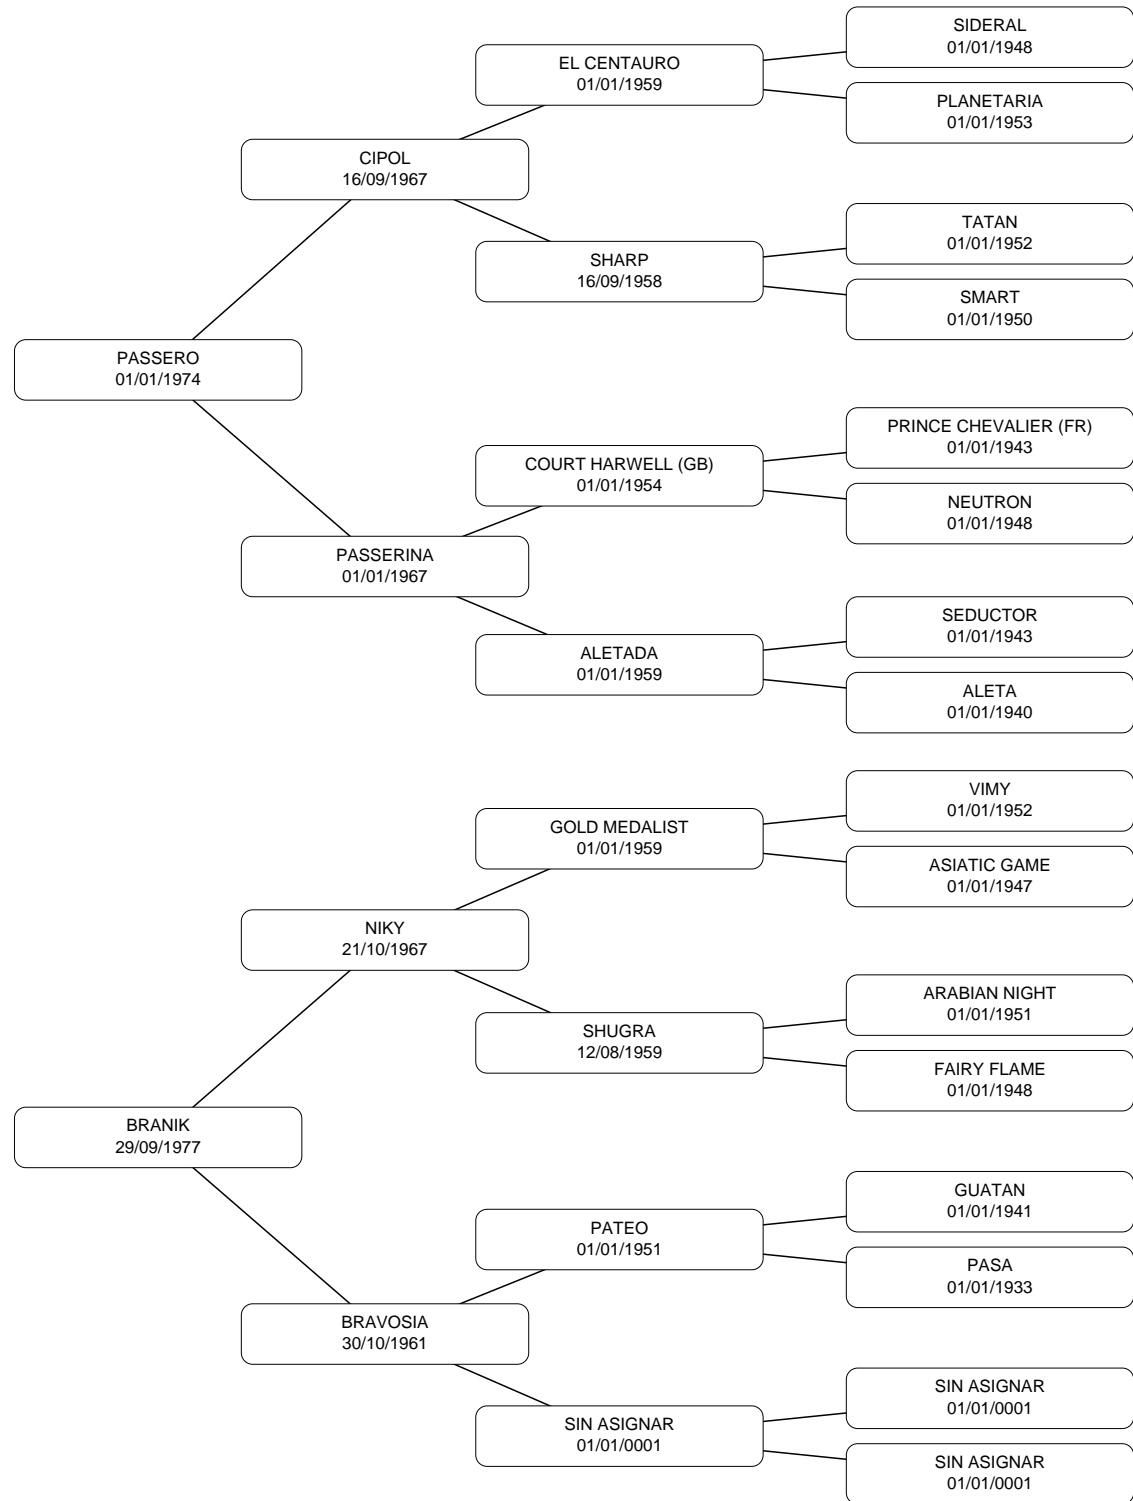 SIDERAL
01/01/1948
EL CENTAURO
01/01/1959
PLANETARIA
01/01/1953
CIPOL
16/09/1967
TATAN
01/01/1952
SHARP
16/09/1958
SMART
01/01/1950
PASSERO
01/01/1974
PRINCE CHEVALIER (FR)
01/01/1943
COURT HARWELL (GB)
01/01/1954
NEUTRON
01/01/1948
PASSERINA
01/01/1967
SEDUCTOR
01/01/1943
ALETADA
01/01/1959
ALETA
01/01/1940
VIMY
01/01/1952
GOLD MEDALIST
01/01/1959
ASIATIC GAME
01/01/1947
NIKY
21/10/1967
ARABIAN NIGHT
01/01/1951
SHUGRA
12/08/1959
FAIRY FLAME
01/01/1948
BRANIK
29/09/1977
GUATAN
01/01/1941
PATEO
01/01/1951
PASA
01/01/1933
BRAVOSIA
30/10/1961
SIN ASIGNAR
01/01/0001
SIN ASIGNAR
01/01/0001
SIN ASIGNAR
01/01/0001